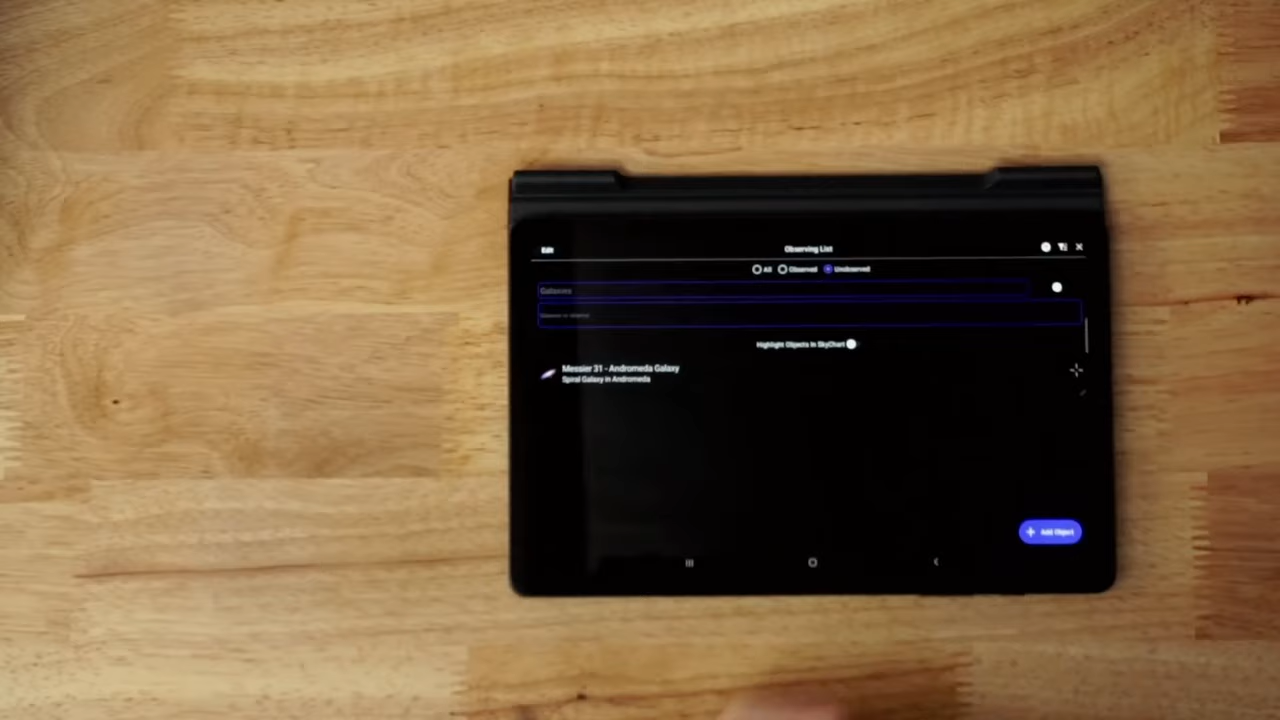 Edit
Observing List
All Observed Unobserved
Galaxies
Highlight Objects in SkyChart
Messier 31 - Andromeda Galaxy
Spiral Galaxy in Andromeda
Add Object